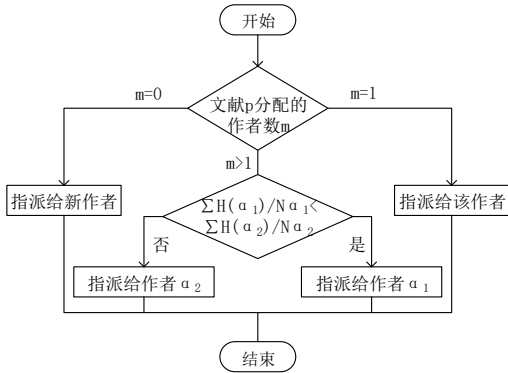 开始
m=0
m=1
文献p分配的
作者数m
m>1
指派给新作者
指派给该作者
∑H(α₁)/Nα₁<
∑H(α₂)/Nα₂
否
是
指派给作者α₂
指派给作者α₁
结束